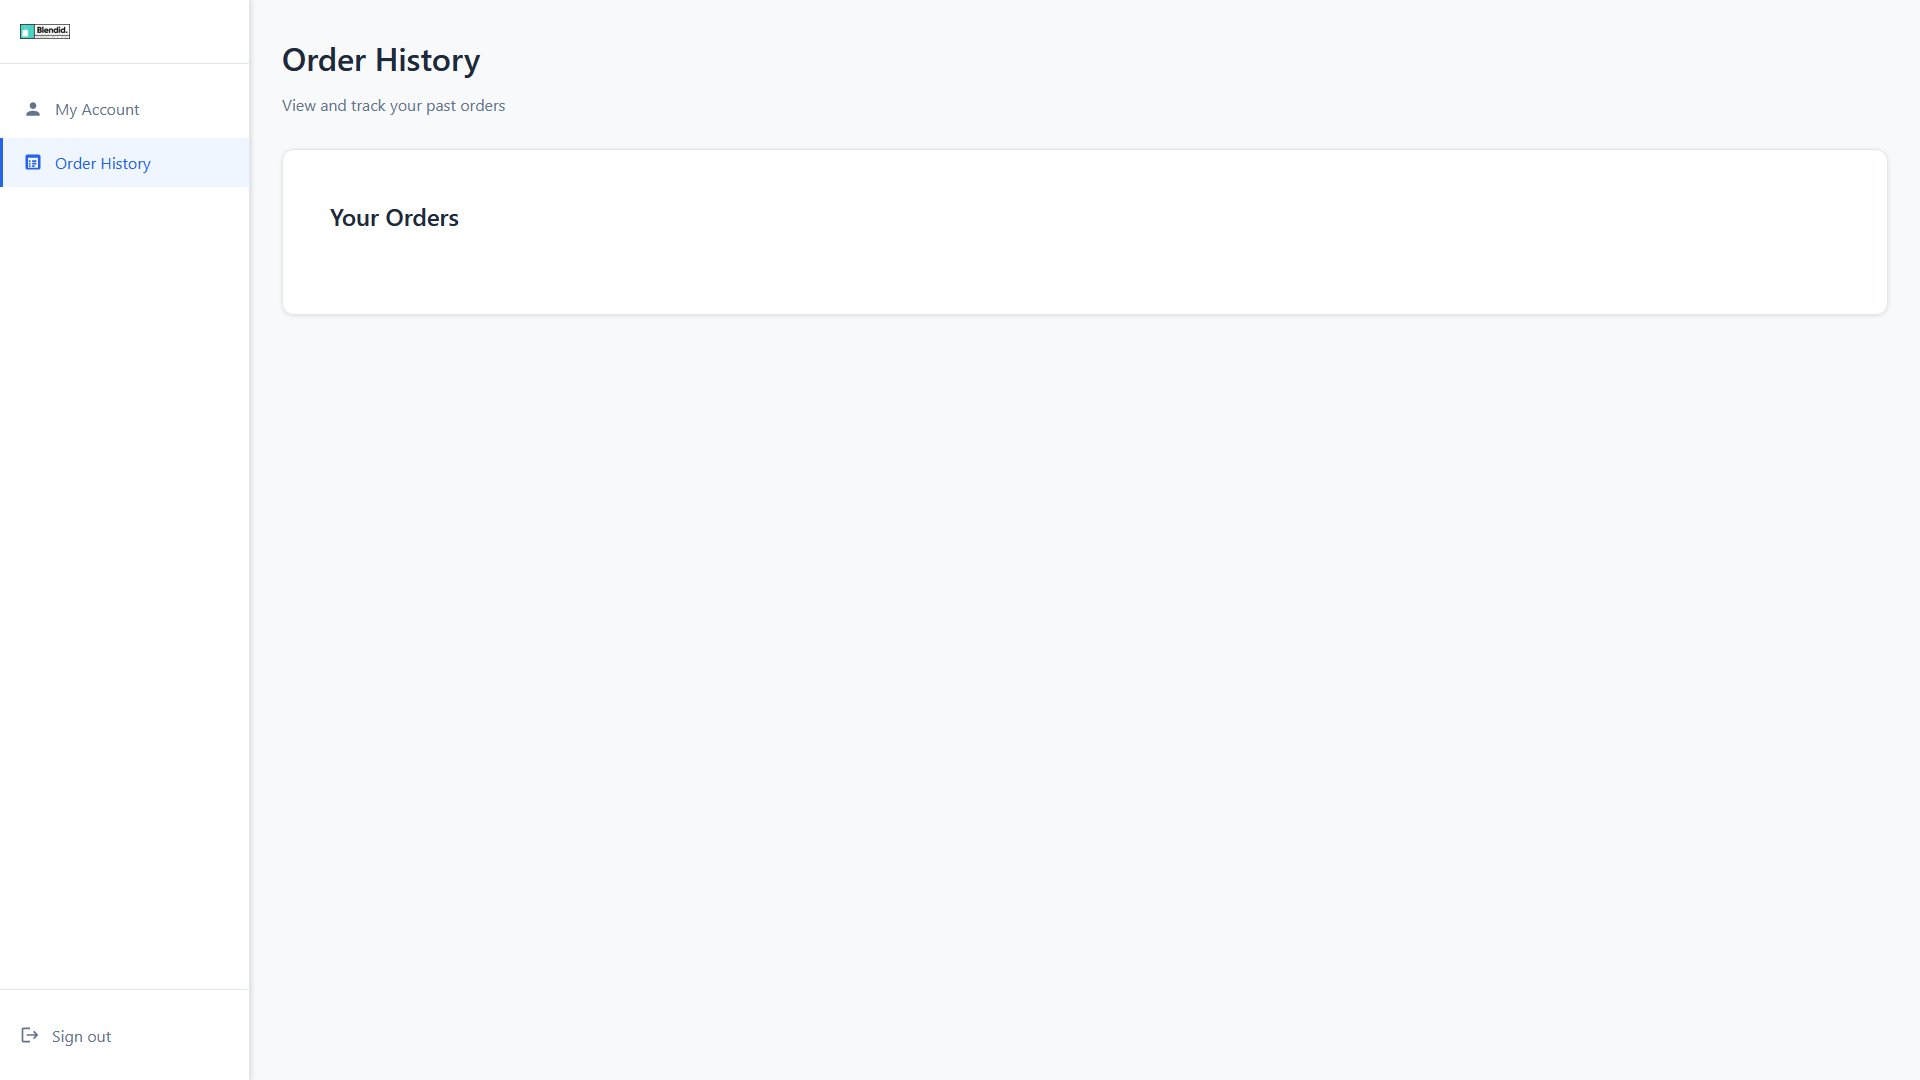 Blendid.
My Account
Order History
Sign out
Order History
View and track your past orders
Your Orders